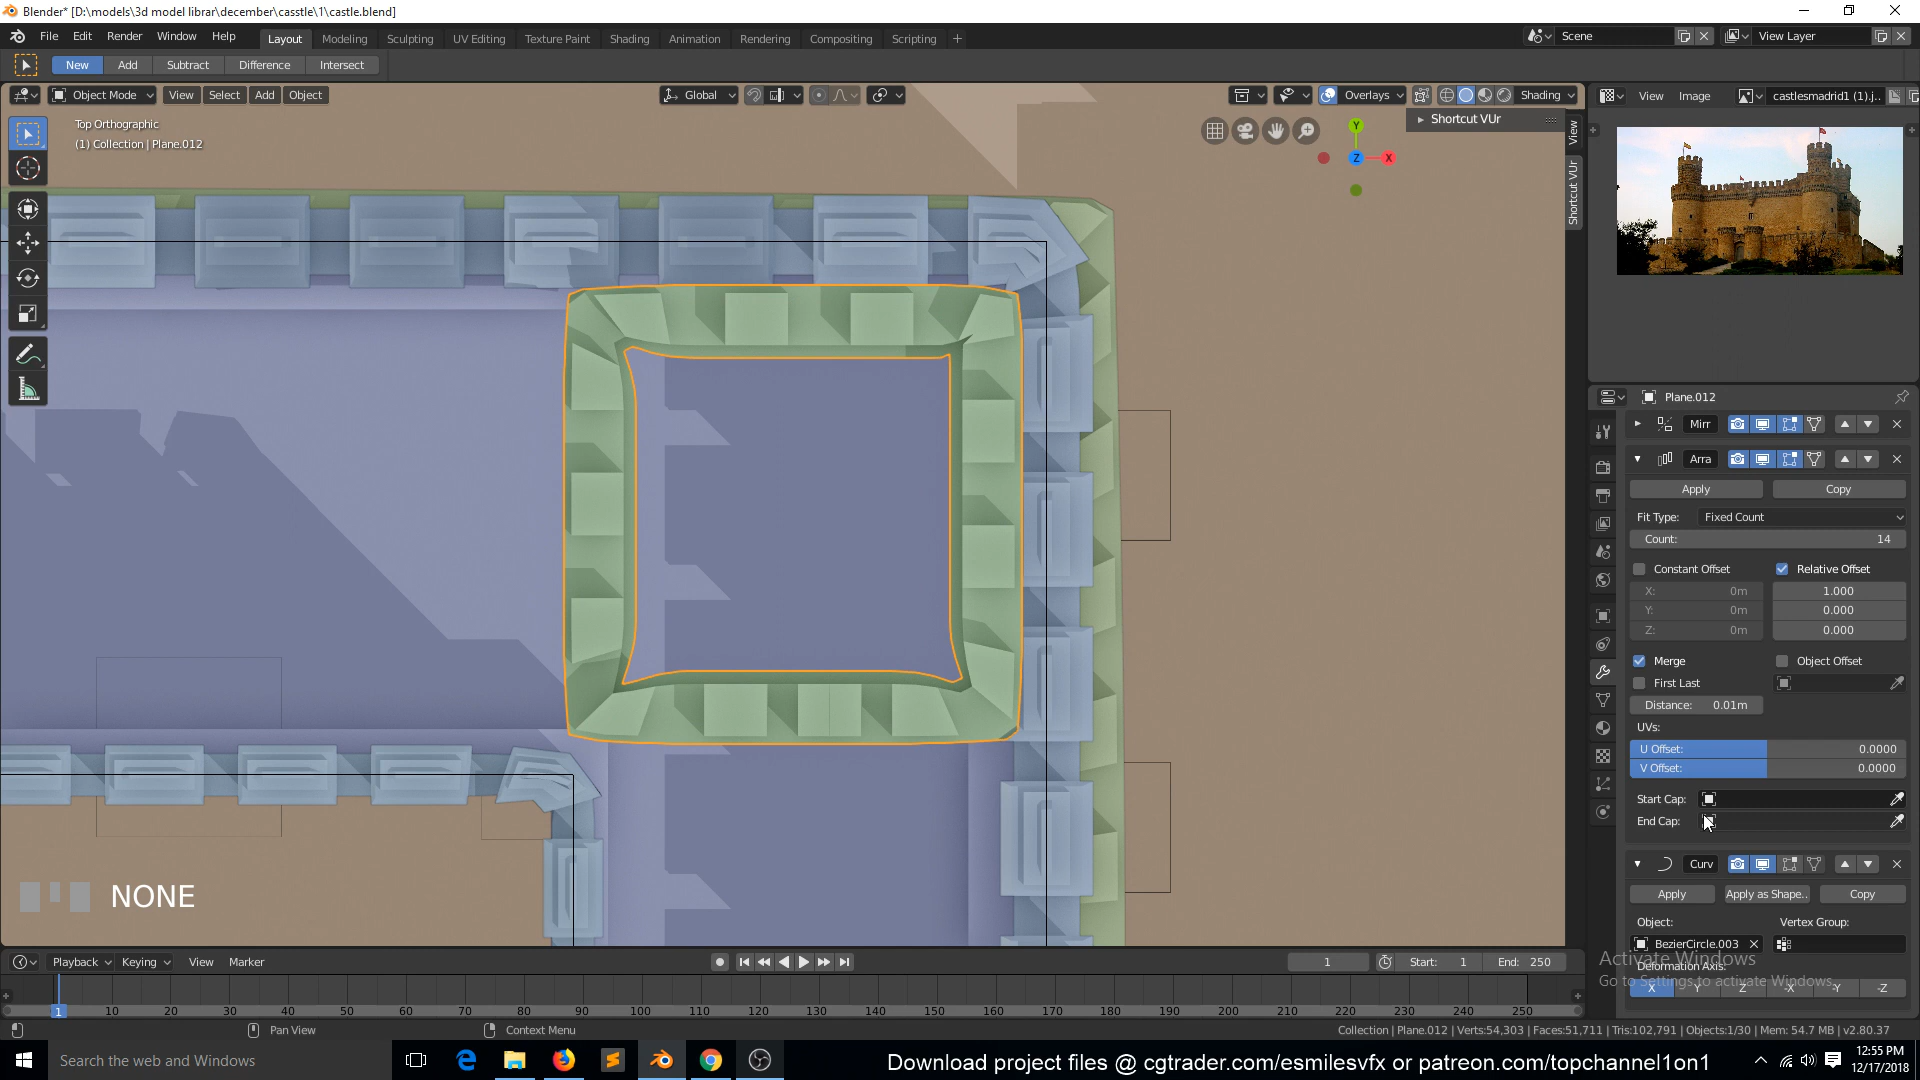 Blender* [D:\models\3d model librar\december\casstle\1\castle.blend]
File Edit Render Window Help Layout Modeling Sculpting UV Editing Texture Paint Shading Animation Rendering Compositing Scripting + Scene View Layer
New Add Subtract Difference Intersect
Object Mode View Select Add Object Global Overlays Shading View Image castlesmadrid1 (1).j..
Top Orthographic
(1) Collection | Plane.012
Shortcut VUr
View
Shortcut VUr
Y
Z
X
Plane.012
Mirr
Arra
Apply Copy
Fit Type: Fixed Count
Count: 14
Constant Offset Relative Offset
X: 0m 1.000
Y: 0m 0.000
Z: 0m 0.000
Merge Object Offset
First Last
Distance: 0.01m
UVs:
U Offset: 0.0000
V Offset: 0.0000
Start Cap:
End Cap:
Curv
Apply Apply as Shape.. Copy
Object: Vertex Group:
BezierCircle.003
Deformation Axis:
X Y Z -X -Y -Z
Activate Windows
Go to Settings to activate Windows.
NONE
Playback Keying View Marker 1 Start: 1 End: 250
1 10 20 30 40 50 60 70 80 90 100 110 120 130 140 150 160 170 180 190 200 210 220 230 240 250
Pan View Context Menu Collection | Plane.012 | Verts:54,303 | Faces:51,711 | Tris:102,791 | Objects:1/30 | Mem: 54.7 MB | v2.80.37
Search the web and Windows
Download project files @ cgtrader.com/esmilesvfx or patreon.com/topchannel1on1
12:55 PM
12/17/2018